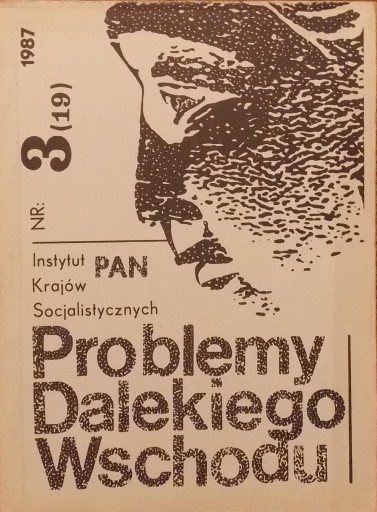 1987
NR: 3 (19)
Instytut PAN
Krajów
Socjalistycznych
Problemy
Dalekiego
Wschodu